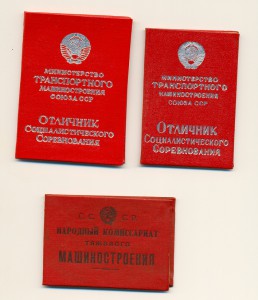 МИНИСТЕРСТВО
ТРАНСПОРТНОГО
МАШИНОСТРОЕНИЯ
СОЮЗА ССР
ОТЛИЧНИК
СОЦИАЛИСТИЧЕСКОГО
СОРЕВНОВАНИЯ
МИНИСТЕРСТВО
ТРАНСПОРТНОГО
МАШИНОСТРОЕНИЯ
СОЮЗА ССР
ОТЛИЧНИК
СОЦИАЛИСТИЧЕСКОГО
СОРЕВНОВАНИЯ
С.С. С.Р.
НАРОДНЫЙ КОМИССАРИАТ
МАШИНОСТРОЕНИЯ